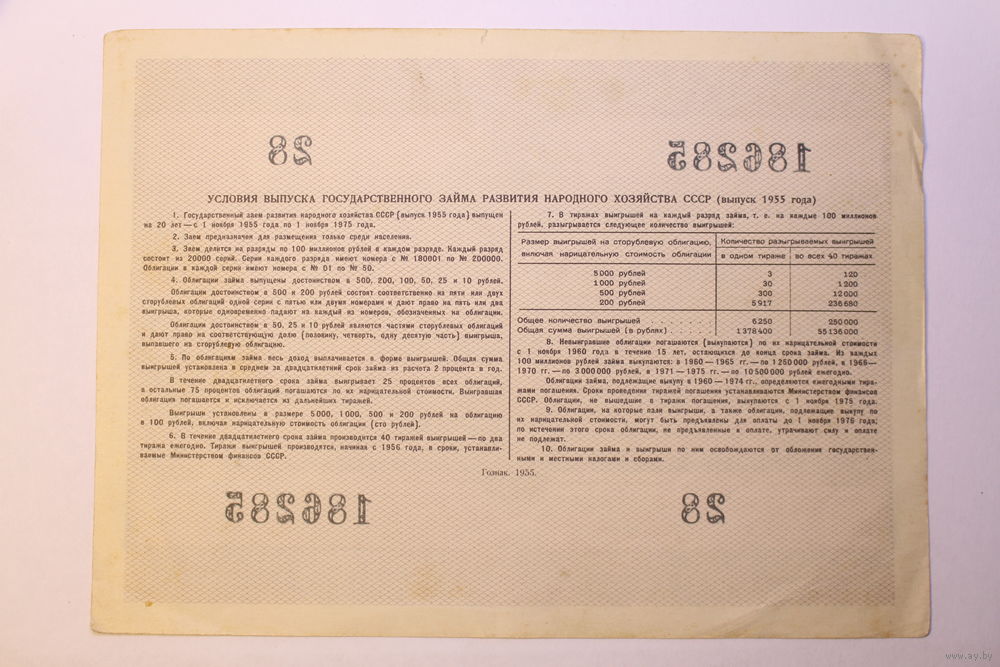 28
186285
УСЛОВИЯ ВЫПУСКА ГОСУДАРСТВЕННОГО ЗАЙМА РАЗВИТИЯ НАРОДНОГО ХОЗЯЙСТВА СССР (выпуск 1955 года)
1. Государственный заем развития народного хозяйства СССР (выпуск 1955 года) выпущен
на 20 лет—с 1 ноября 1955 года по 1 ноября 1975 года.
2. Заем предназначен для размещения только среди населения.
3. Заем делится на разряды по 100 миллионов рублей в каждом разряде. Каждый разряд
состоит из 20000 серий. Серии каждого разряда имеют номера с № 180001 по № 200000.
Облигации в каждой серии имеют номера с № 01 по № 50.
4. Облигации займа выпущены достоинством в 500, 200, 100, 50, 25 и 10 рублей.
Облигации достоинством в 500 и 200 рублей состоят соответственно из пяти или двух
сторублевых облигаций одной серии с пятью или двумя номерами и дают право на пять или два
выигрыша, которые одновременно падают на каждый из номеров, обозначенных на облигации.
Облигации достоинством в 50, 25 и 10 рублей являются частями сторублевых облигаций
и дают право на соответствующую долю (половину, четверть, одну десятую часть) выигрыша,
выпавшего на сторублевую облигацию.
5. По облигациям займа весь доход выплачивается в форме выигрышей. Общая сумма
выигрышей установлена в среднем за двадцатилетний срок займа из расчета 2 процента в год.
В течение двадцатилетнего срока займа выигрывает 25 процентов всех облигаций,
а остальные 75 процентов облигаций погашаются по их нарицательной стоимости. Выигравшая
облигация погашается и исключается из дальнейших тиражей.
Выигрыши установлены в размере 5000, 1000, 500 и 200 рублей на облигацию
в 100 рублей, включая нарицательную стоимость облигации (сто рублей).
6. В течение двадцатилетнего срока займа производятся 40 тиражей выигрышей—по два
тиража ежегодно. Тиражи выигрышей производятся, начиная с 1956 года, в сроки, устанавли-
ваемые Министерством финансов СССР.
7. В тиражах выигрышей на каждый разряд займа, т. е. на каждые 100 миллионов
рублей, разыгрывается следующее количество выигрышей:
Размер выигрышей на сторублевую облигацию, Количество разыгрываемых выигрышей
включая нарицательную стоимость облигации в одном тираже во всех 40 тиражах
5000 рублей 3 120
1000 рублей 30 1200
500 рублей 300 12000
200 рублей 5917 236680
Общее количество выигрышей . . . . . . . 6250 250000
Общая сумма выигрышей (в рублях) . . . . . 1378400 55136000
8. Невыигравшие облигации погашаются (выкупаются) по их нарицательной стоимости
с 1 ноября 1960 года в течение 15 лет, остающихся до конца срока займа. Из каждых
100 миллионов рублей займа выкупаются: в 1960—1965 гг.—по 1250000 рублей, в 1966—
1970 гг.—по 3000000 рублей, в 1971—1975 гг.—по 10500000 рублей ежегодно.
Облигации займа, подлежащие выкупу в 1960—1974 гг., определяются ежегодными тира-
жами погашения. Сроки проведения тиражей погашения устанавливаются Министерством финансов
СССР. Облигации, не вышедшие в тиражи погашения, выкупаются с 1 ноября 1975 года.
9. Облигации, на которые пали выигрыши, а также облигации, подлежащие выкупу по
их нарицательной стоимости, могут быть предъявлены для оплаты до 1 ноября 1976 года;
по истечении этого срока облигации, не предъявленные к оплате, утрачивают силу и оплате
не подлежат.
10. Облигации займа и выигрыши по ним освобождаются от обложения государствен-
ными и местными налогами и сборами.
Гознак. 1955.
186285
28
www.ay.by